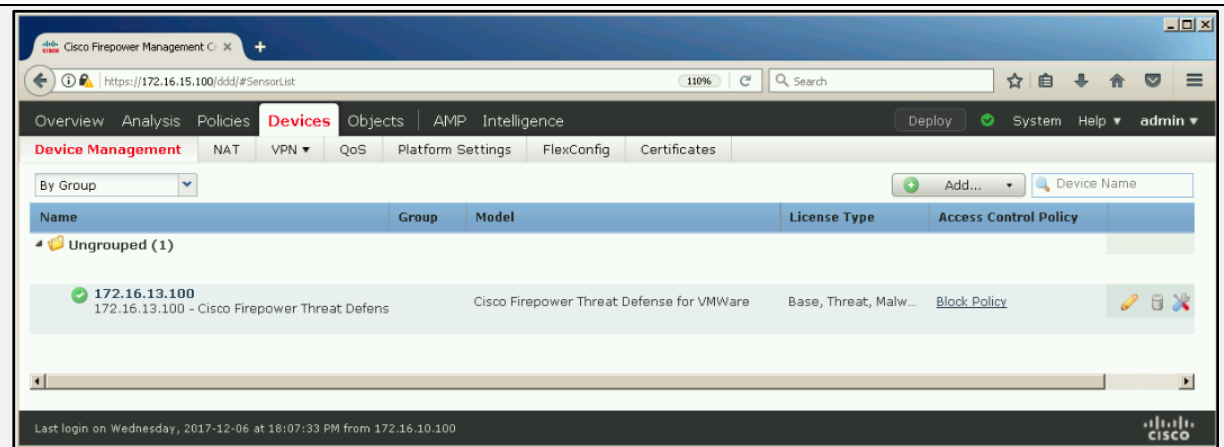 Cisco Firepower Management C
https://172.16.15.100/ddd/#SensorList 110% Search
Overview Analysis Policies Devices Objects AMP Intelligence Deploy System Help admin
Device Management NAT VPN QoS Platform Settings FlexConfig Certificates
By Group Add... Device Name
Name Group Model License Type Access Control Policy
Ungrouped (1)
172.16.13.100
172.16.13.100 - Cisco Firepower Threat Defens Cisco Firepower Threat Defense for VMWare Base, Threat, Malw... Block Policy
Last login on Wednesday, 2017-12-06 at 18:07:33 PM from 172.16.10.100
CISCO